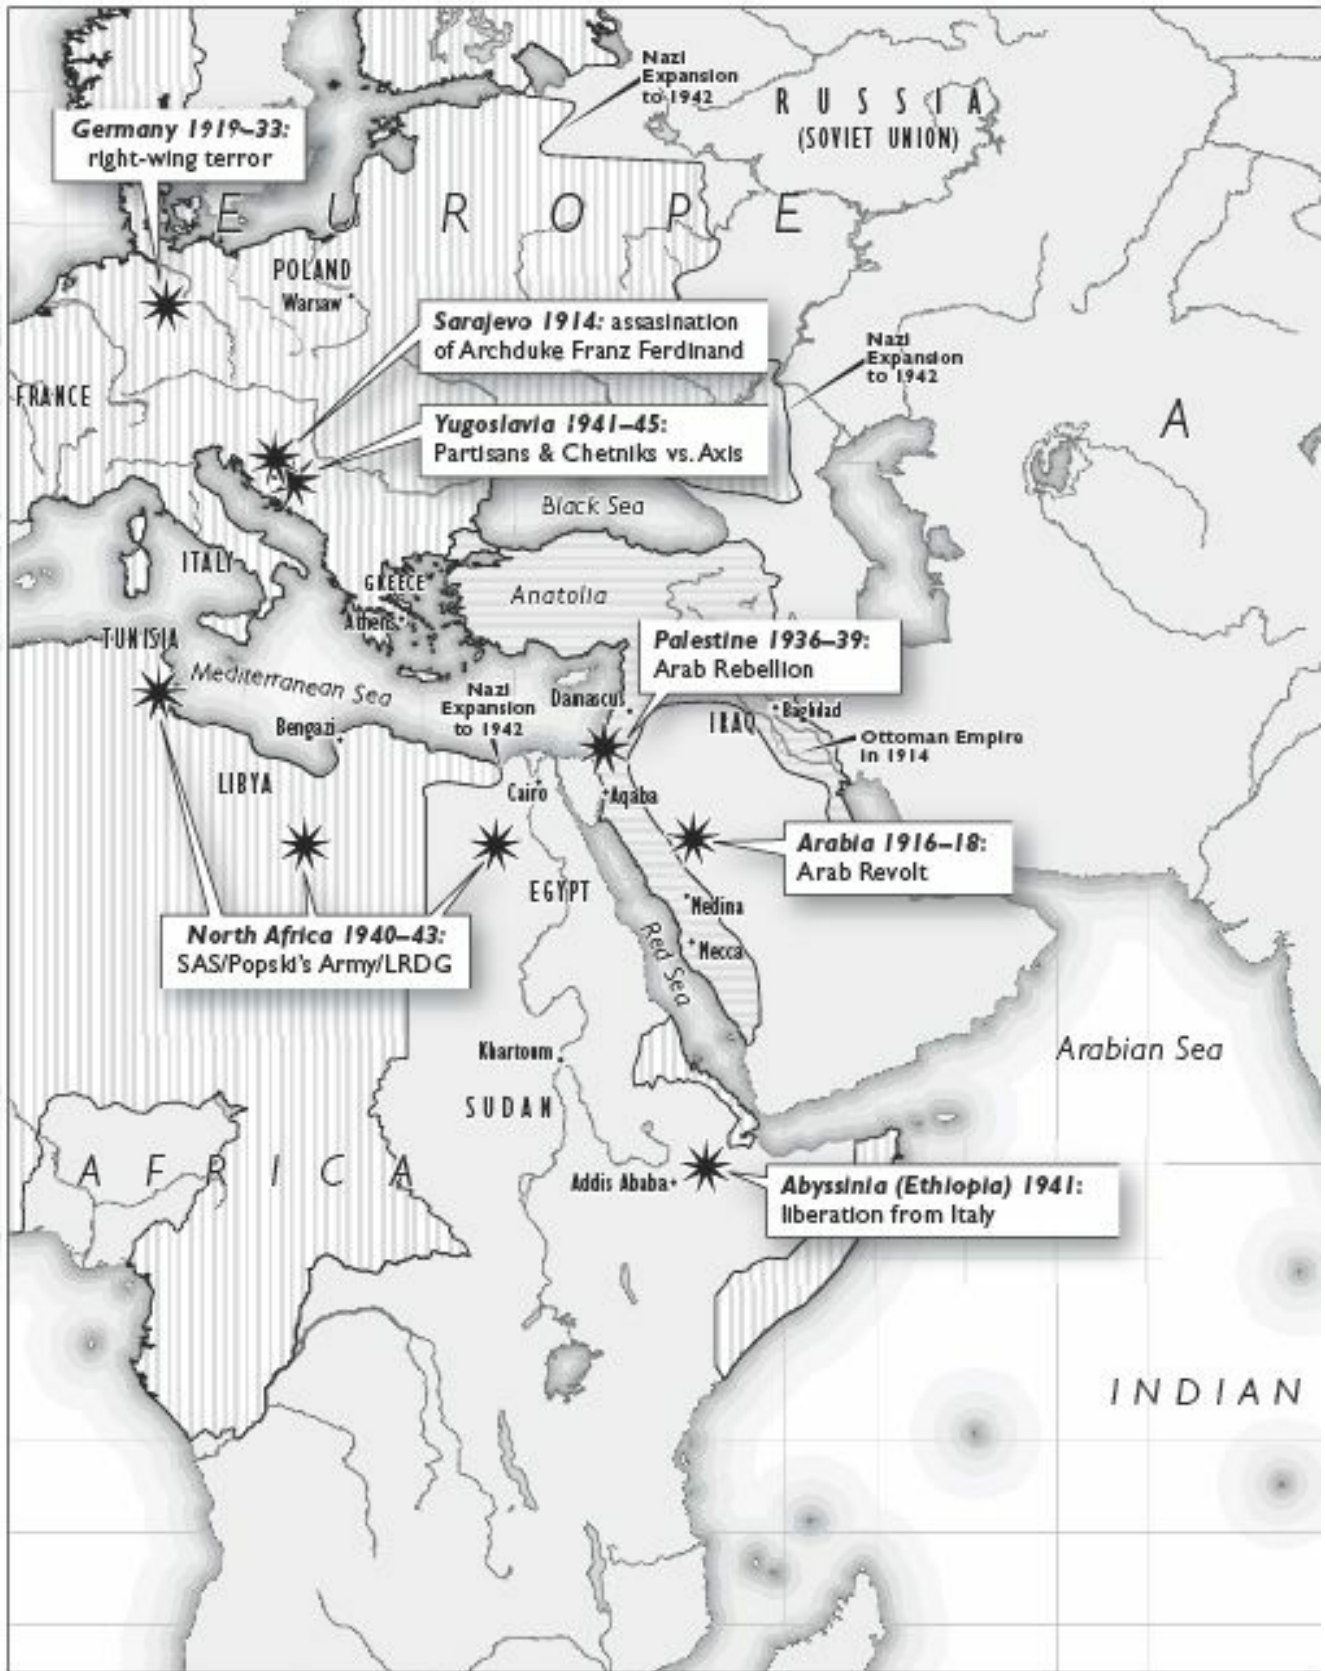 Nazi
Expansion
to 1942
RUSSIA
(SOVIET UNION)
Germany 1919–33:
right-wing terror
EUROPE
POLAND
Warsaw
Sarajevo 1914: assasination
of Archduke Franz Ferdinand
Nazi
Expansion
to 1942
FRANCE
Yugoslavia 1941–45:
Partisans & Chetniks vs. Axis
A
Black Sea
ITALY
GREECE
Anatolia
Athens
TUNISIA
Palestine 1936–39:
Arab Rebellion
Mediterranean Sea
Nazi
Expansion
to 1942
Damascus
Bengazi
IRAQ
Baghdad
Ottoman Empire
in 1914
LIBYA
Cairo
Aqaba
Arabia 1916–18:
Arab Revolt
EGYPT
Medina
North Africa 1940–43:
SAS/Popski's Army/LRDG
Red Sea
Mecca
Khartoum
Arabian Sea
SUDAN
AFRICA
Addis Ababa
Abyssinia (Ethiopia) 1941:
liberation from Italy
INDIAN